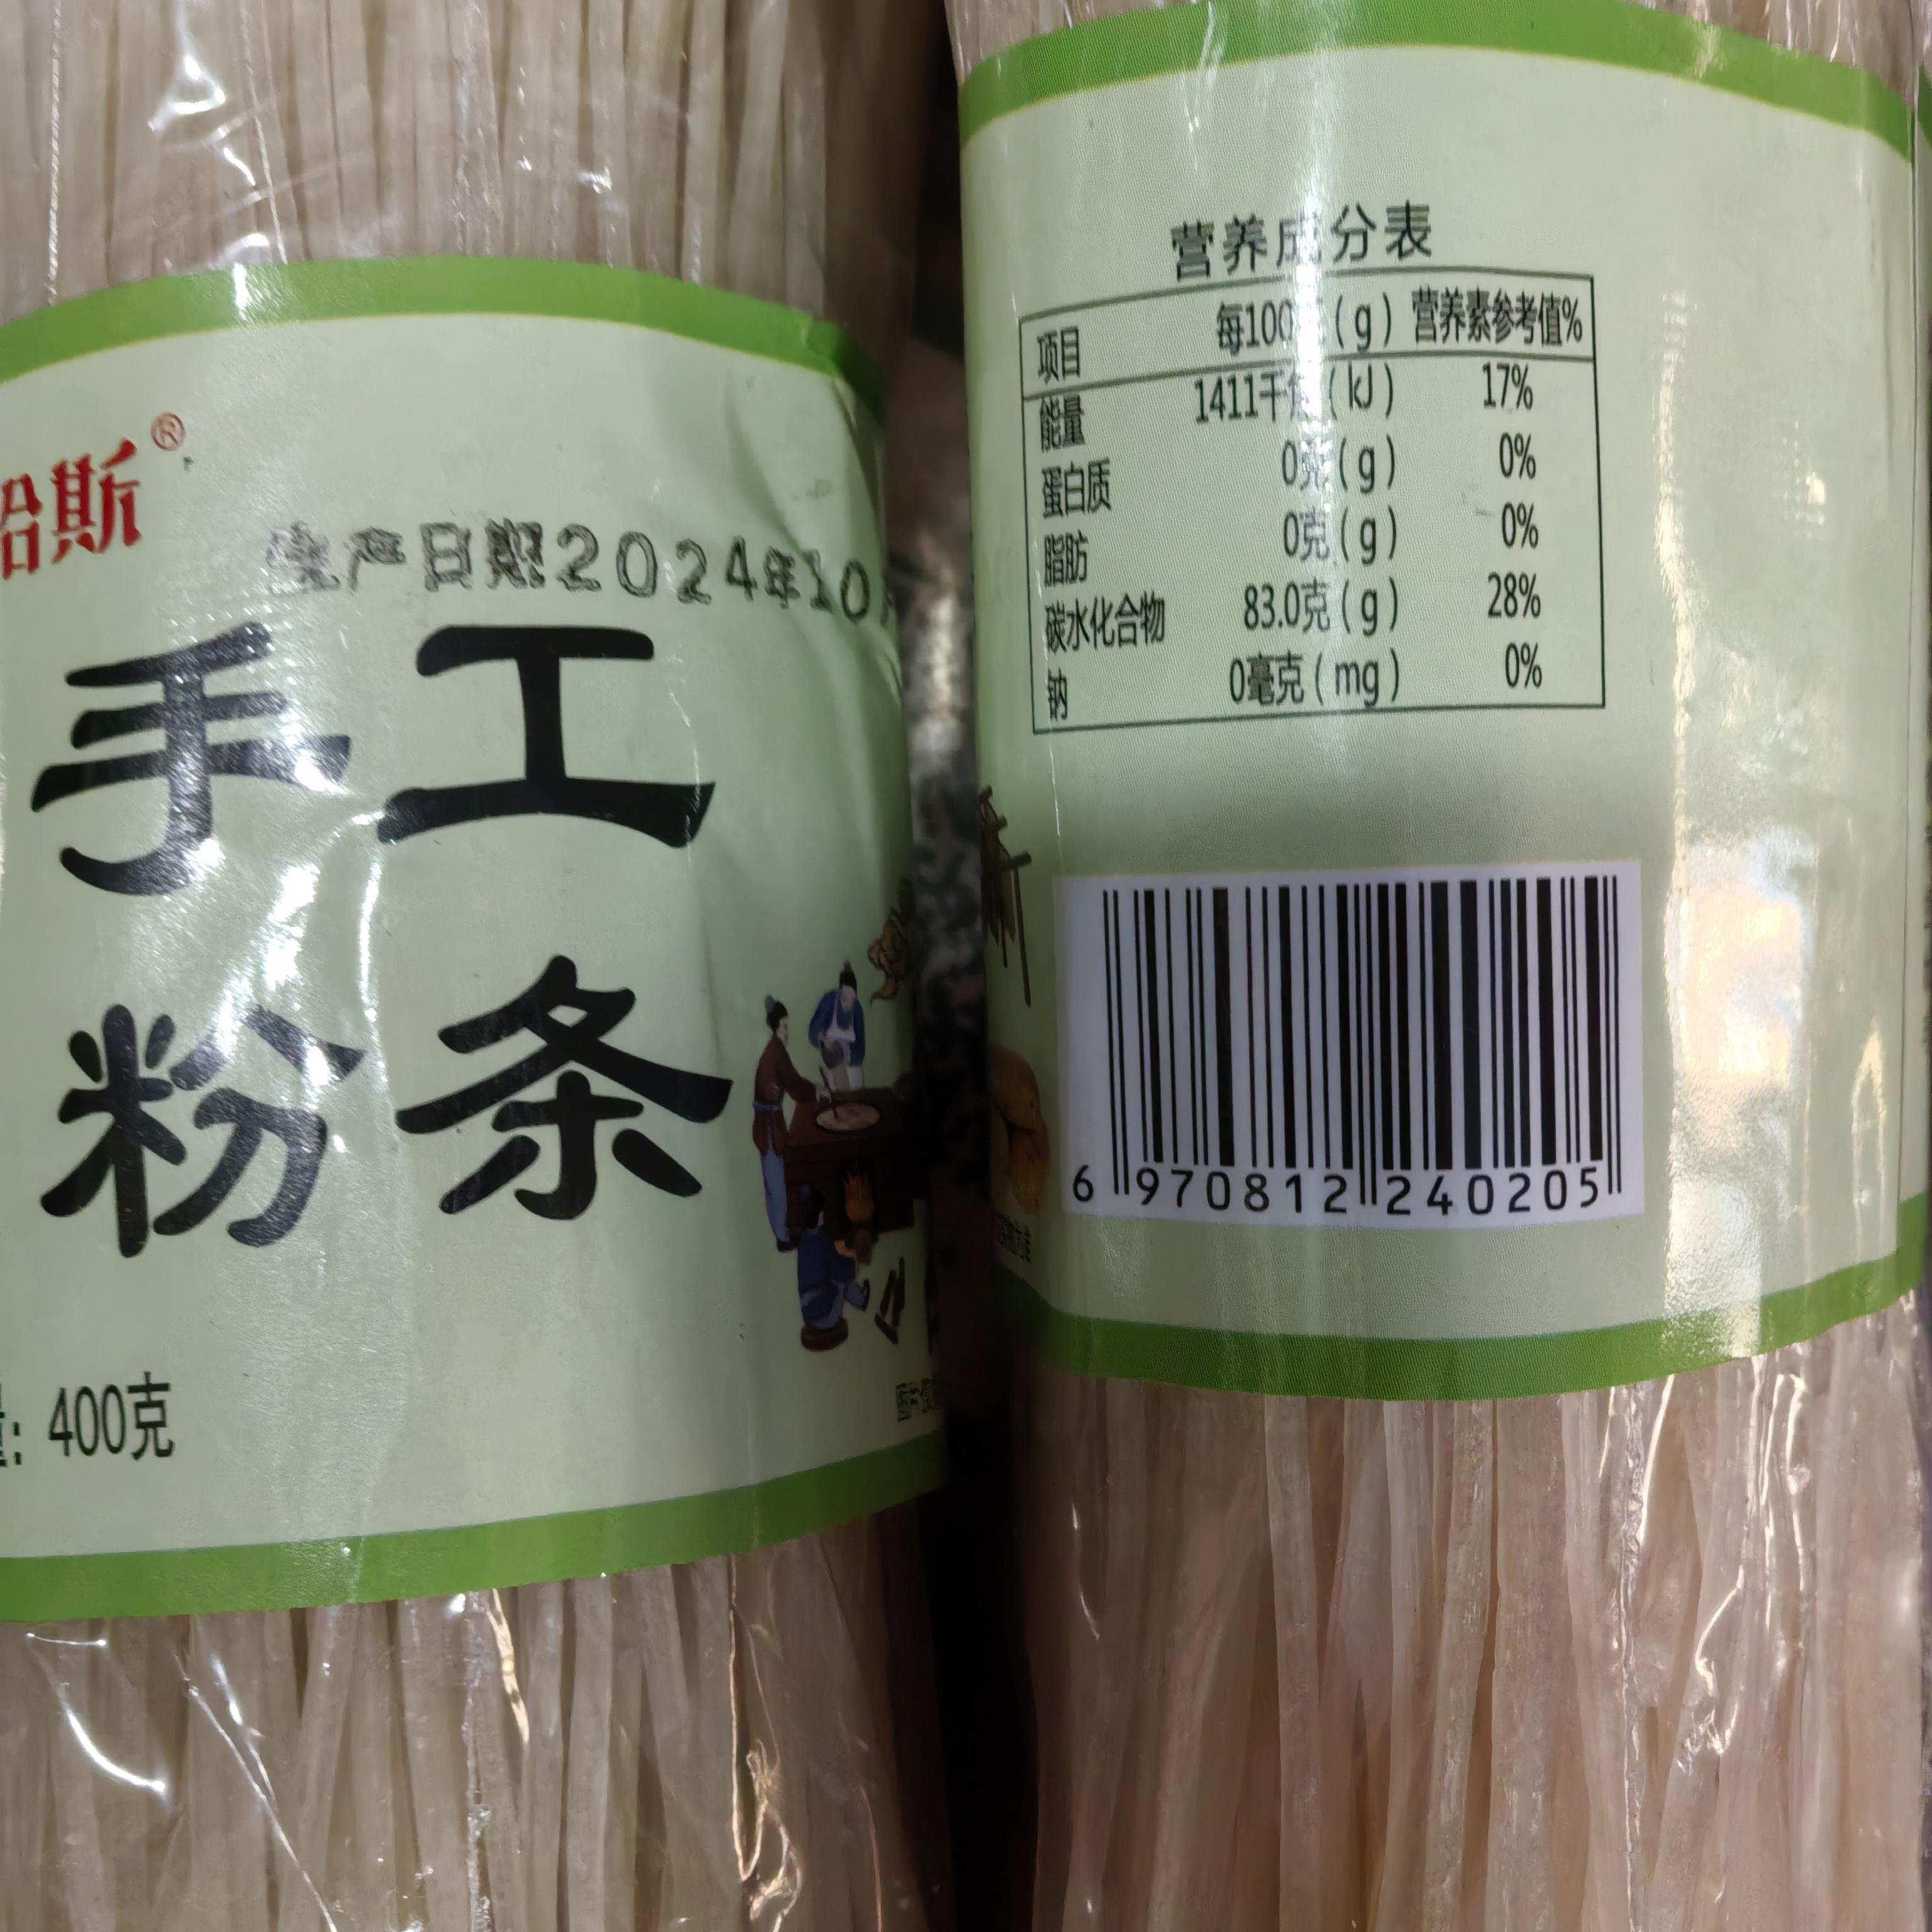 哈斯®
生产日期2024年10月
手工
粉条
量: 400克
图片仅
营养成分表
项目 每100克(g) 营养素参考值%
能量 1411千焦(kJ) 17%
蛋白质 0克(g) 0%
脂肪 0克(g) 0%
碳水化合物 83.0克(g) 28%
钠 0毫克(mg) 0%
6 970812 240205